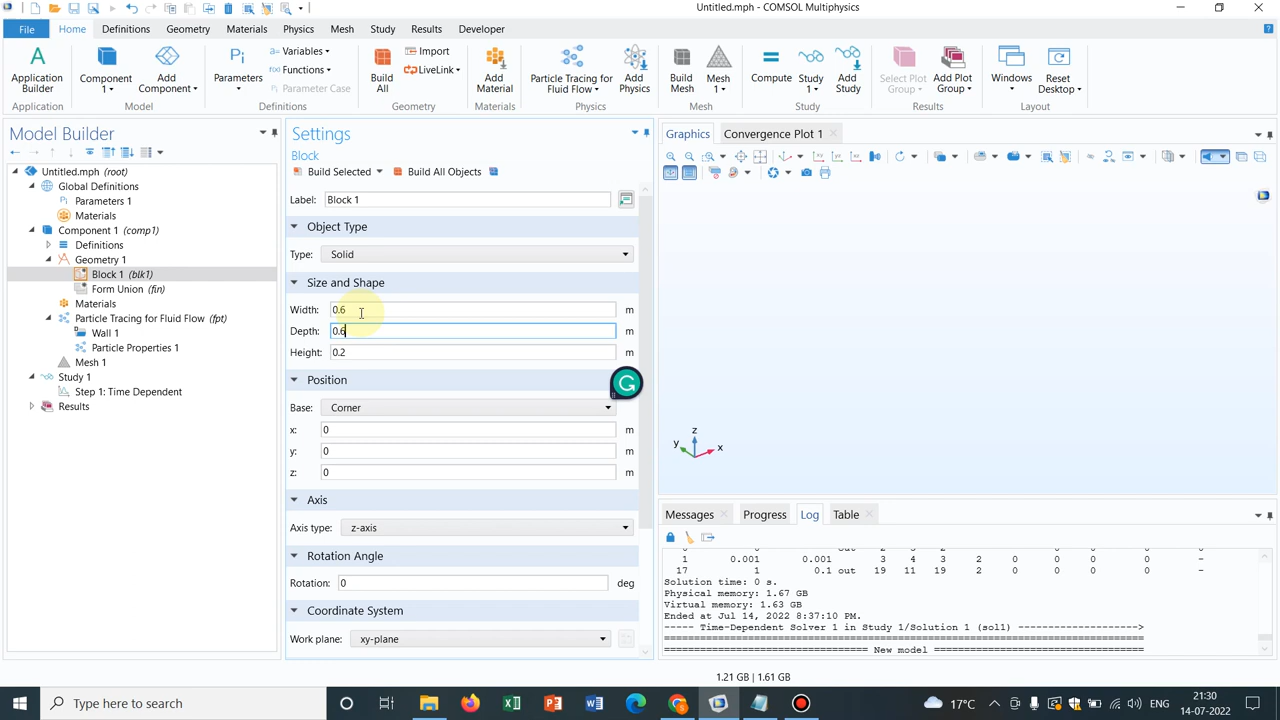 Untitled.mph - COMSOL Multiphysics
File Home Definitions Geometry Materials Physics Mesh Study Results Developer
Application Builder
Component 1
Add Component
Parameters
a= Variables
f(x) Functions
Parameter Case
Build All
Import
LiveLink
Add Material
Particle Tracing for Fluid Flow
Add Physics
Build Mesh
Mesh 1
Compute
Study 1
Add Study
Select Plot Group
Add Plot Group
Windows
Reset Desktop
Application Model Definitions Geometry Materials Physics Mesh Study Results Layout
Model Builder
Untitled.mph (root)
Global Definitions
Parameters 1
Materials
Component 1 (comp1)
Definitions
Geometry 1
Block 1 (blk1)
Form Union (fin)
Materials
Particle Tracing for Fluid Flow (fpt)
Wall 1
Particle Properties 1
Mesh 1
Study 1
Step 1: Time Dependent
Results
Settings
Block
Build Selected Build All Objects
Label: Block 1
Object Type
Type: Solid
Size and Shape
Width: 0.6 m
Depth: 0.6 m
Height: 0.2 m
Position
Base: Corner
x: 0 m
y: 0 m
z: 0 m
Axis
Axis type: z-axis
Rotation Angle
Rotation: 0 deg
Coordinate System
Work plane: xy-plane
Graphics Convergence Plot 1
z
y x
Messages Progress Log Table
1 0.001 0.001 3 4 3 2 0 0 0 0 -
17 1 0.1 out 19 11 19 2 0 0 0 0 -
Solution time: 0 s.
Physical memory: 1.67 GB
Virtual memory: 1.63 GB
Ended at Jul 14, 2022 8:37:10 PM.
----- Time-Dependent Solver 1 in Study 1/Solution 1 (sol1) -------------------->
================================ New model ================================
1.21 GB | 1.61 GB
Type here to search
17°C
ENG
21:30
14-07-2022